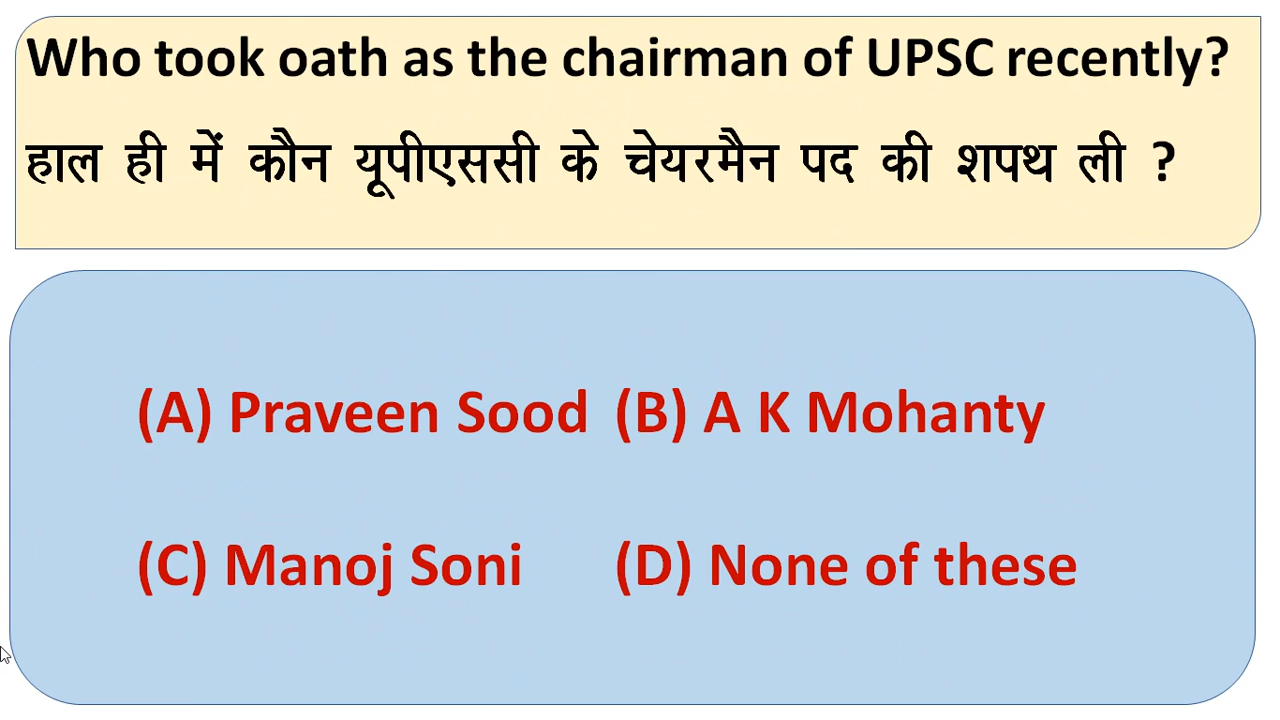 Who took oath as the chairman of UPSC recently?
हाल ही में कौन यूपीएससी के चेयरमैन पद की शपथ ली ?
(A) Praveen Sood (B) A K Mohanty
(C) Manoj Soni (D) None of these